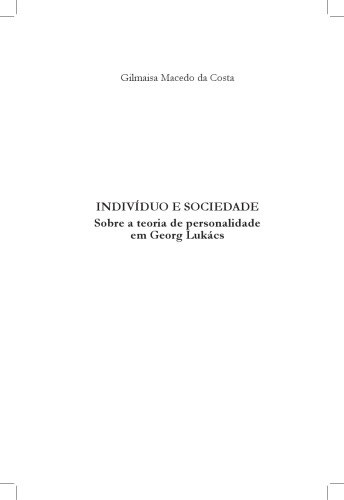 Gilmaisa Macedo da Costa
INDIVÍDUO E SOCIEDADE
Sobre a teoria de personalidade
em Georg Lukács